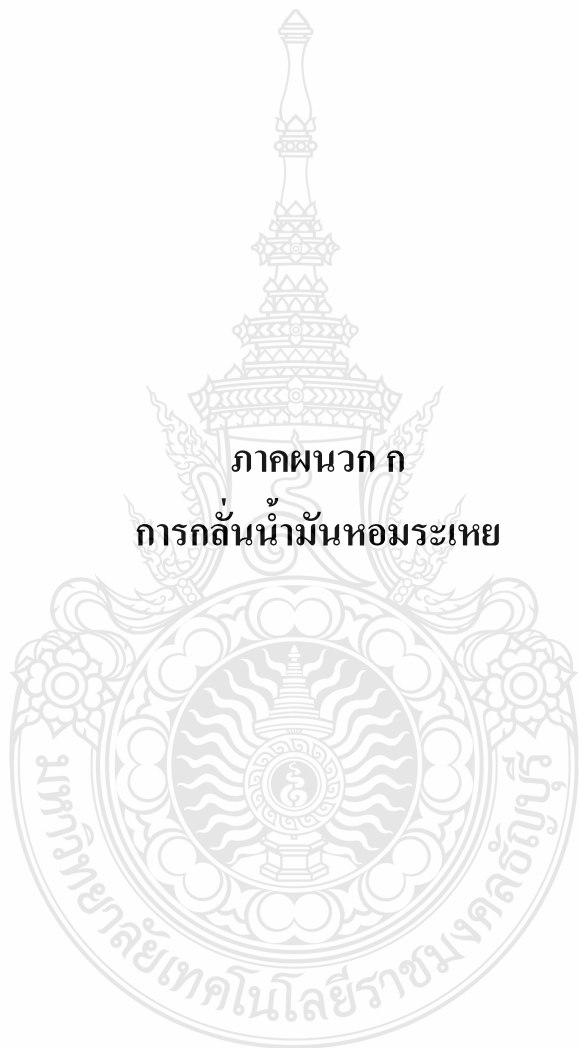 ภาคผนวก ก
การกลั่นน้ำมันหอมระเหย
มหาวิทยาลัยเทคโนโลยีราชมงคลธัญบุรี